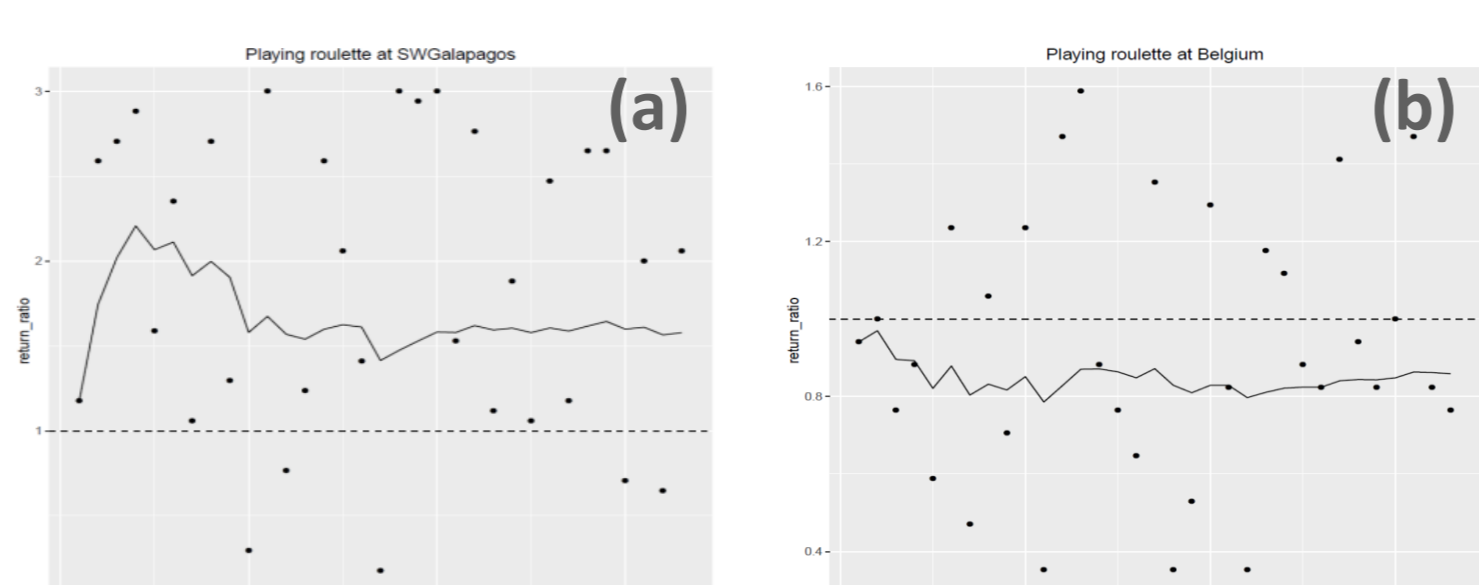 Playing roulette at SWGalapagos
(a)
3
2
1
return_ratio
Playing roulette at Belgium
(b)
1.6
1.2
0.8
0.4
return_ratio